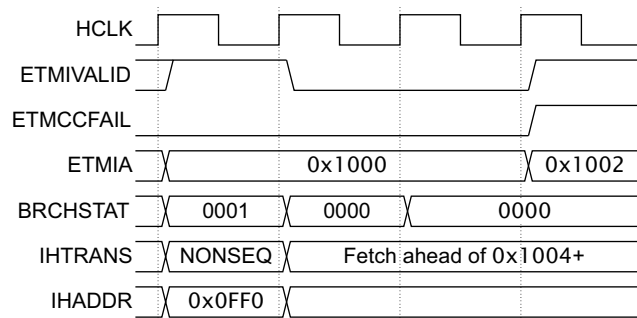 HCLK
ETMIVALID
ETMCCFAIL
ETMIA 0x1000 0x1002
BRCHSTAT 0001 0000 0000
IHTRANS NONSEQ Fetch ahead of 0x1004+
IHADDR 0x0FF0